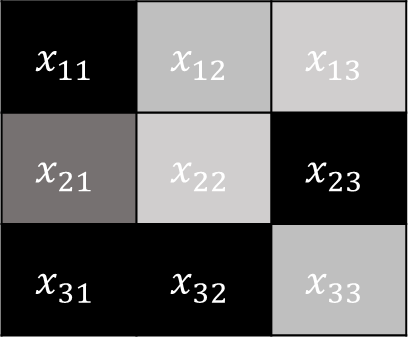 x₁₁ x₁₂ x₁₃
x₂₁ x₂₂ x₂₃
x₃₁ x₃₂ x₃₃